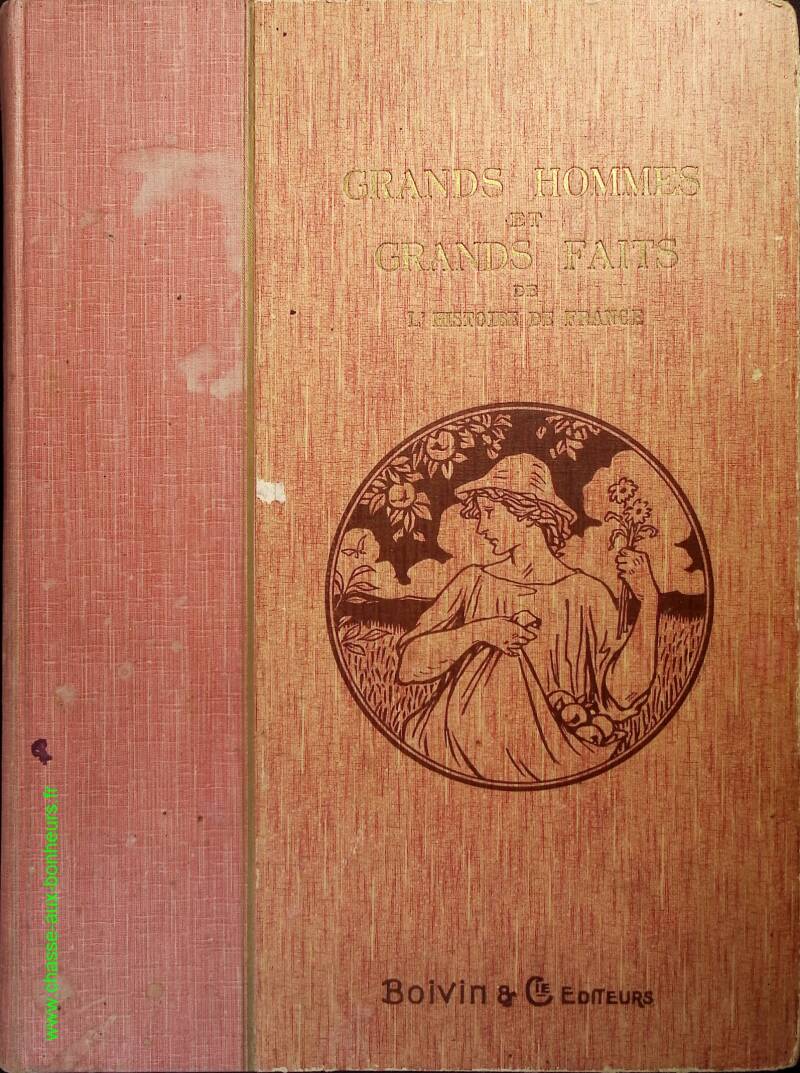 GRANDS HOMMES
ET
GRANDS FAITS
DE
L'HISTOIRE DE FRANCE
Boivin & Cie EDITEURS
www.chasse-aux-bonheurs.fr